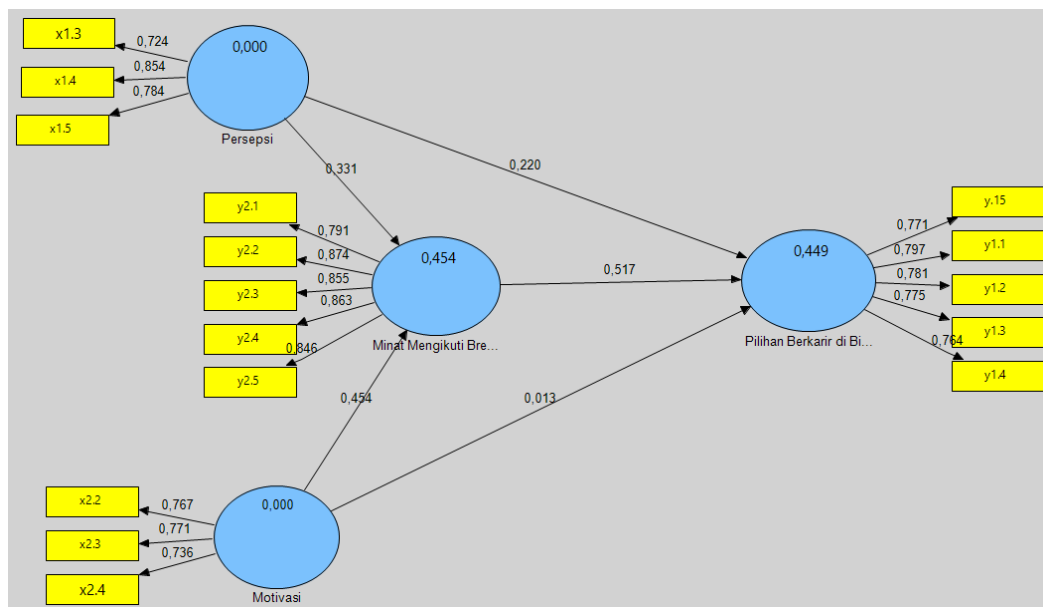 x1.3
0,724
0,000
x1.4
0,854
0,784
x1.5
Persepsi
0,331
0,220
y2.1
0,791
y2.2
0,874
0,454
y2.3
0,855
0,517
y2.4
0,863
Minat Mengikuti Bre...
0,846
y2.5
0,449
Pilihan Berkarir di Bi...
y.15
0,771
y1.1
0,797
0,781
y1.2
0,775
y1.3
0,764
y1.4
0,454
0,013
x2.2
0,767
0,000
x2.3
0,771
0,736
x2.4
Motivasi